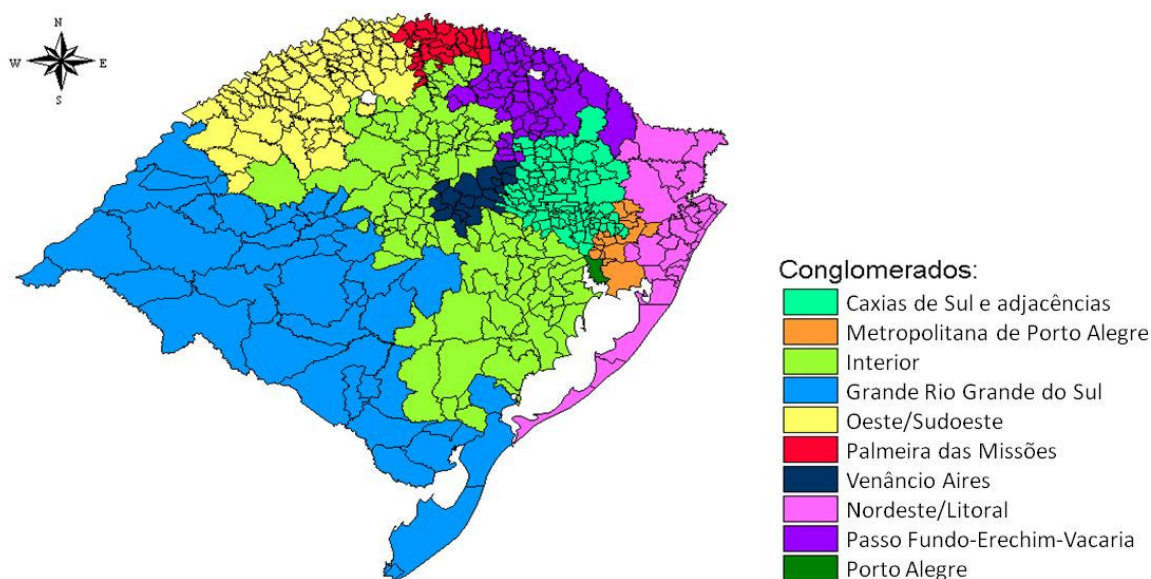 N
W E
S
Conglomerados:
Caxias de Sul e adjacências
Metropolitana de Porto Alegre
Interior
Grande Rio Grande do Sul
Oeste/Sudoeste
Palmeira das Missões
Venâncio Aires
Nordeste/Litoral
Passo Fundo-Erechim-Vacaria
Porto Alegre